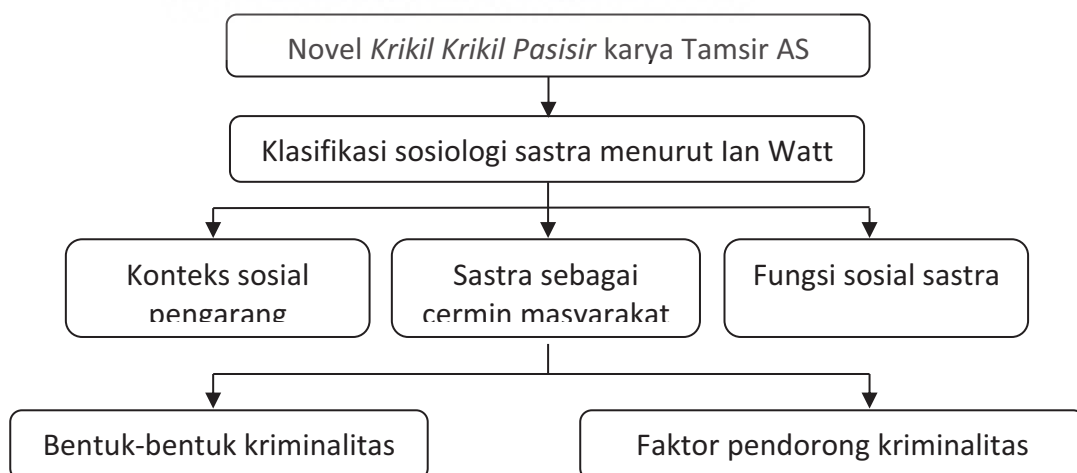 Novel Krikil Krikil Pasisir karya Tamsir AS
Klasifikasi sosiologi sastra menurut Ian Watt
Konteks sosial
pengarang
Sastra sebagai
cermin masyarakat
Fungsi sosial sastra
Bentuk-bentuk kriminalitas
Faktor pendorong kriminalitas